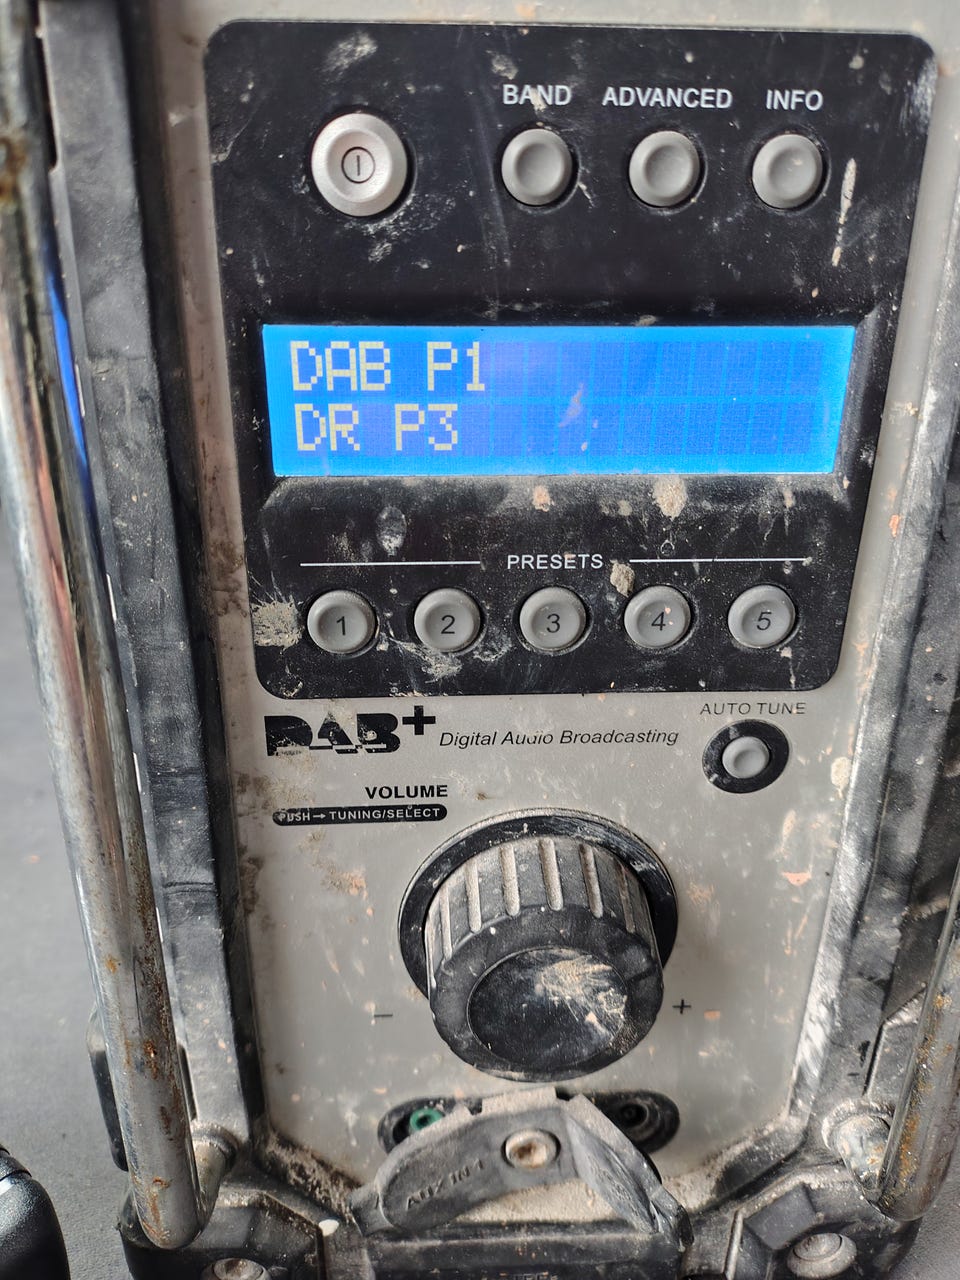 BAND ADVANCED INFO
DAB P1
DR P3
PRESETS
1 2 3 4 5
DAB+ Digital Audio Broadcasting
AUTO TUNE
VOLUME
PUSH → TUNING/SELECT
- +
AUX IN 1